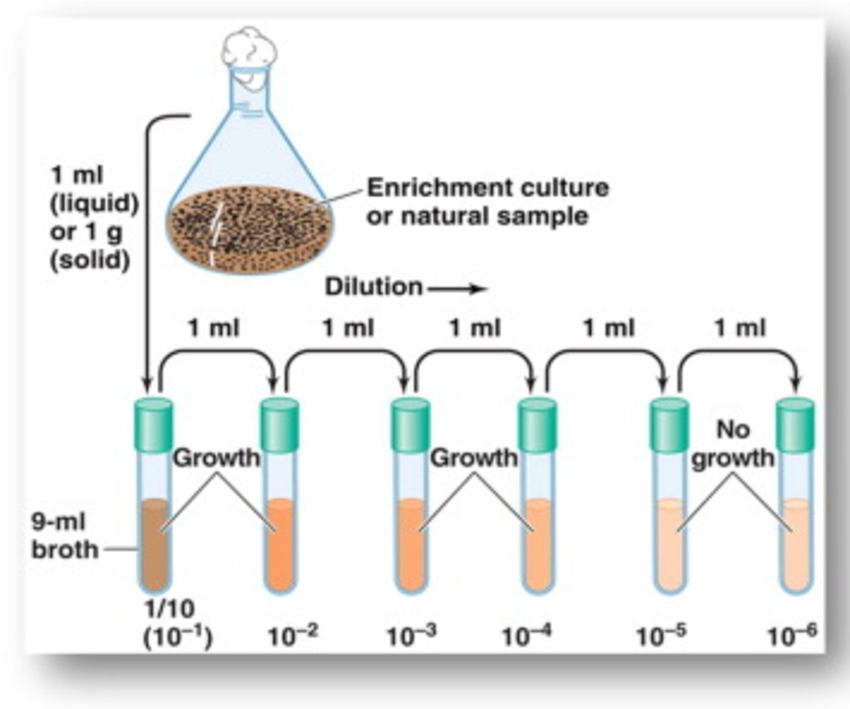 1 ml
(liquid)
or 1 g
(solid)
Enrichment culture
or natural sample
Dilution
1 ml
1 ml
1 ml
1 ml
1 ml
Growth
Growth
No
growth
9-ml
broth
1/10
(10⁻¹)
10⁻²
10⁻³
10⁻⁴
10⁻⁵
10⁻⁶